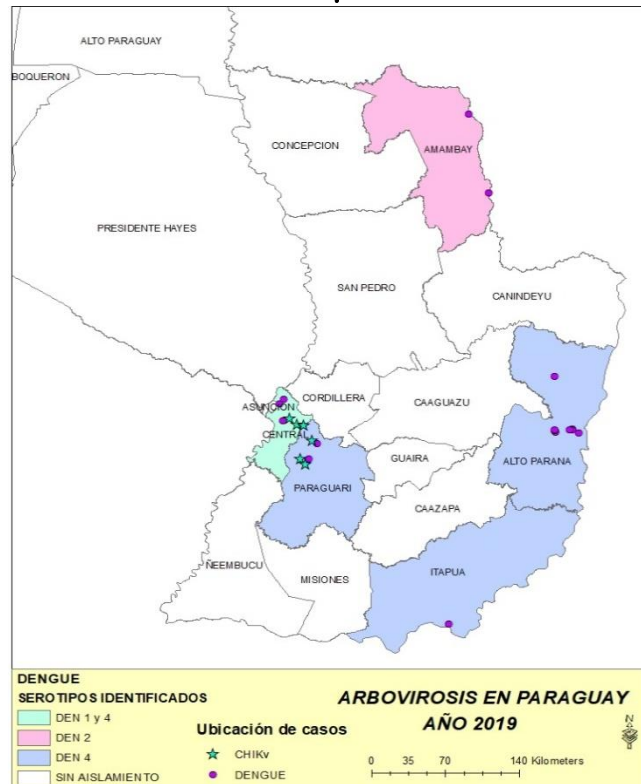 ALTO PARAGUAY
BOQUERON
CONCEPCION
AMAMBAY
PRESIDENTE HAYES
SAN PEDRO
CANINDEYU
CORDILLERA
ASUNCION
CAAGUAZU
CENTRAL
GUAIRA
ALTO PARANA
PARAGUARI
CAAZAPA
ÑEEMBUCU
MISIONES
ITAPUA
DENGUE
SEROTIPOS IDENTIFICADOS
DEN 1 y 4
DEN 2
DEN 4
SIN AISLAMIENTO
Ubicación de casos
CHIKv
DENGUE
ARBOVIROSIS EN PARAGUAY
AÑO 2019
N
0 35 70 140 Kilometers